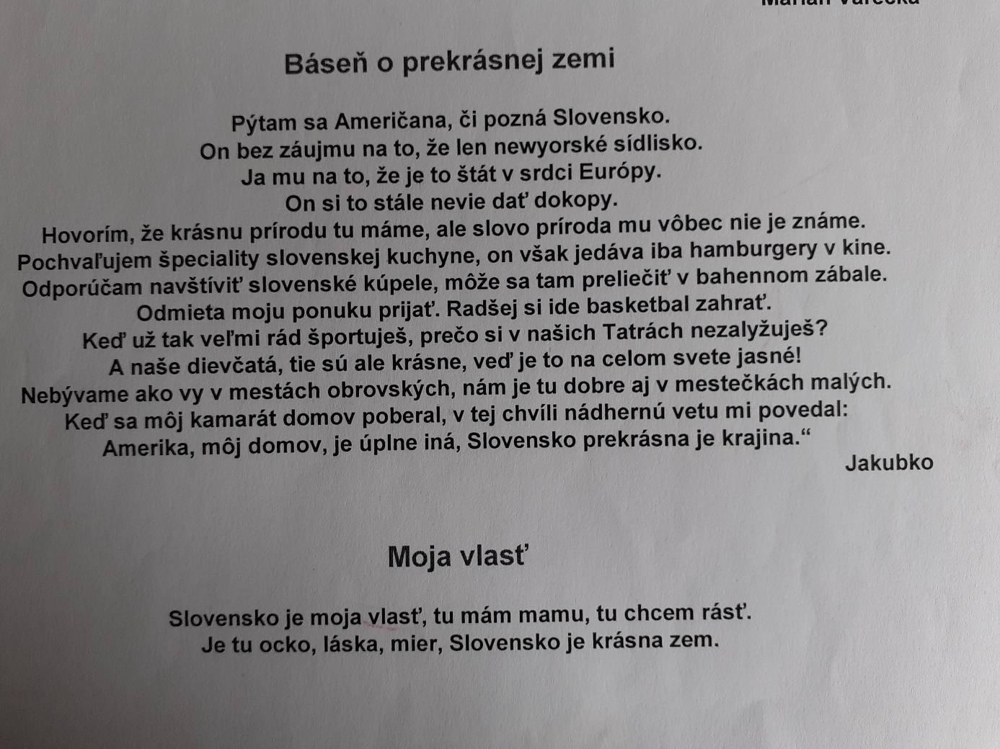 Báseň o prekrásnej zemi
Pýtam sa Američana, či pozná Slovensko.
On bez záujmu na to, že len newyorské sídlisko.
Ja mu na to, že je to štát v srdci Európy.
On si to stále nevie dať dokopy.
Hovorím, že krásnu prírodu tu máme, ale slovo príroda mu vôbec nie je známe.
Pochvaľujem špeciality slovenskej kuchyne, on však jedáva iba hamburgery v kine.
Odporúčam navštíviť slovenské kúpele, môže sa tam preliečiť v bahennom zábale.
Odmieta moju ponuku prijať. Radšej si ide basketbal zahrať.
Keď už tak veľmi rád športuješ, prečo si v našich Tatrách nezalyžuješ?
A naše dievčatá, tie sú ale krásne, veď je to na celom svete jasné!
Nebývame ako vy v mestách obrovských, nám je tu dobre aj v mestečkách malých.
Keď sa môj kamarát domov poberal, v tej chvíli nádhernú vetu mi povedal:
Amerika, môj domov, je úplne iná, Slovensko prekrásna je krajina.“
Jakubko
Moja vlasť
Slovensko je moja vlasť, tu mám mamu, tu chcem rásť.
Je tu ocko, láska, mier, Slovensko je krásna zem.